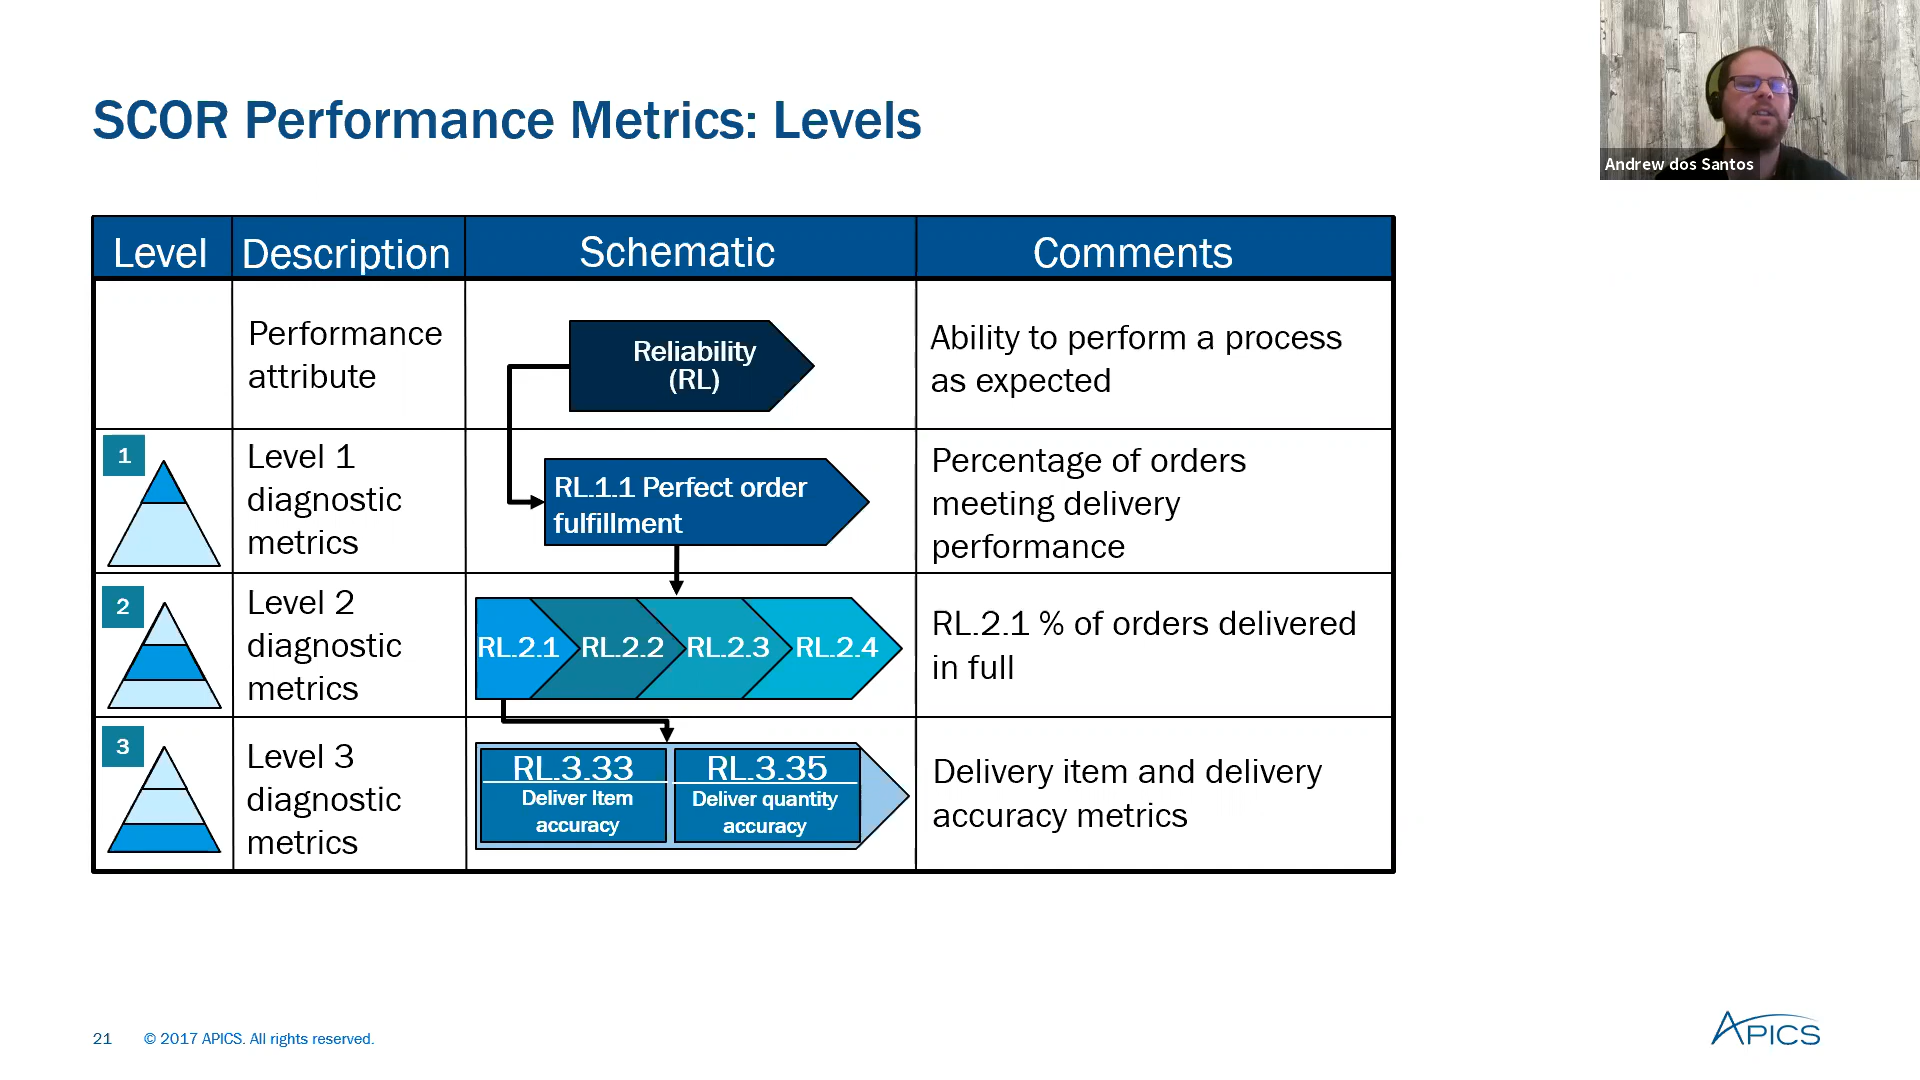 SCOR Performance Metrics: Levels
Andrew dos Santos
Level Description Schematic Comments
Performance
attribute
Reliability
(RL)
Ability to perform a process
as expected
1
Level 1
diagnostic
metrics
RL.1.1 Perfect order
fulfillment
Percentage of orders
meeting delivery
performance
2
Level 2
diagnostic
metrics
RL.2.1 RL.2.2 RL.2.3 RL.2.4
RL.2.1 % of orders delivered
in full
3
Level 3
diagnostic
metrics
RL.3.33
Deliver Item
accuracy
RL.3.35
Deliver quantity
accuracy
Delivery item and delivery
accuracy metrics
21 © 2017 APICS. All rights reserved.
APICS